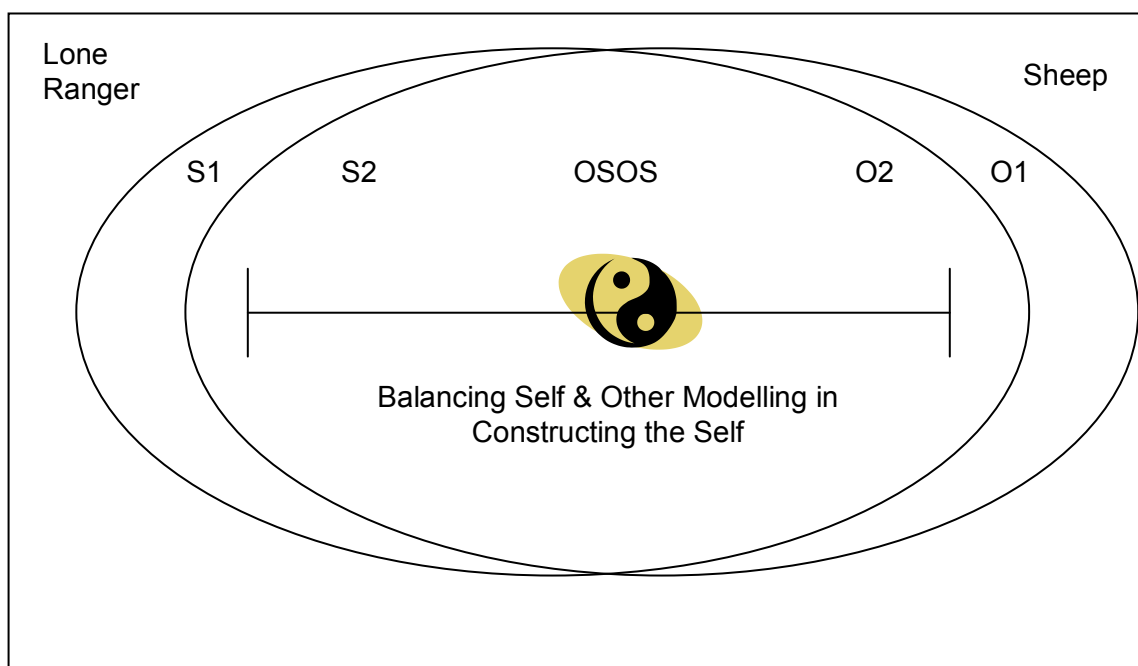 Lone
Ranger
Sheep
S1 S2 OSOS O2 O1
Balancing Self & Other Modelling in
Constructing the Self